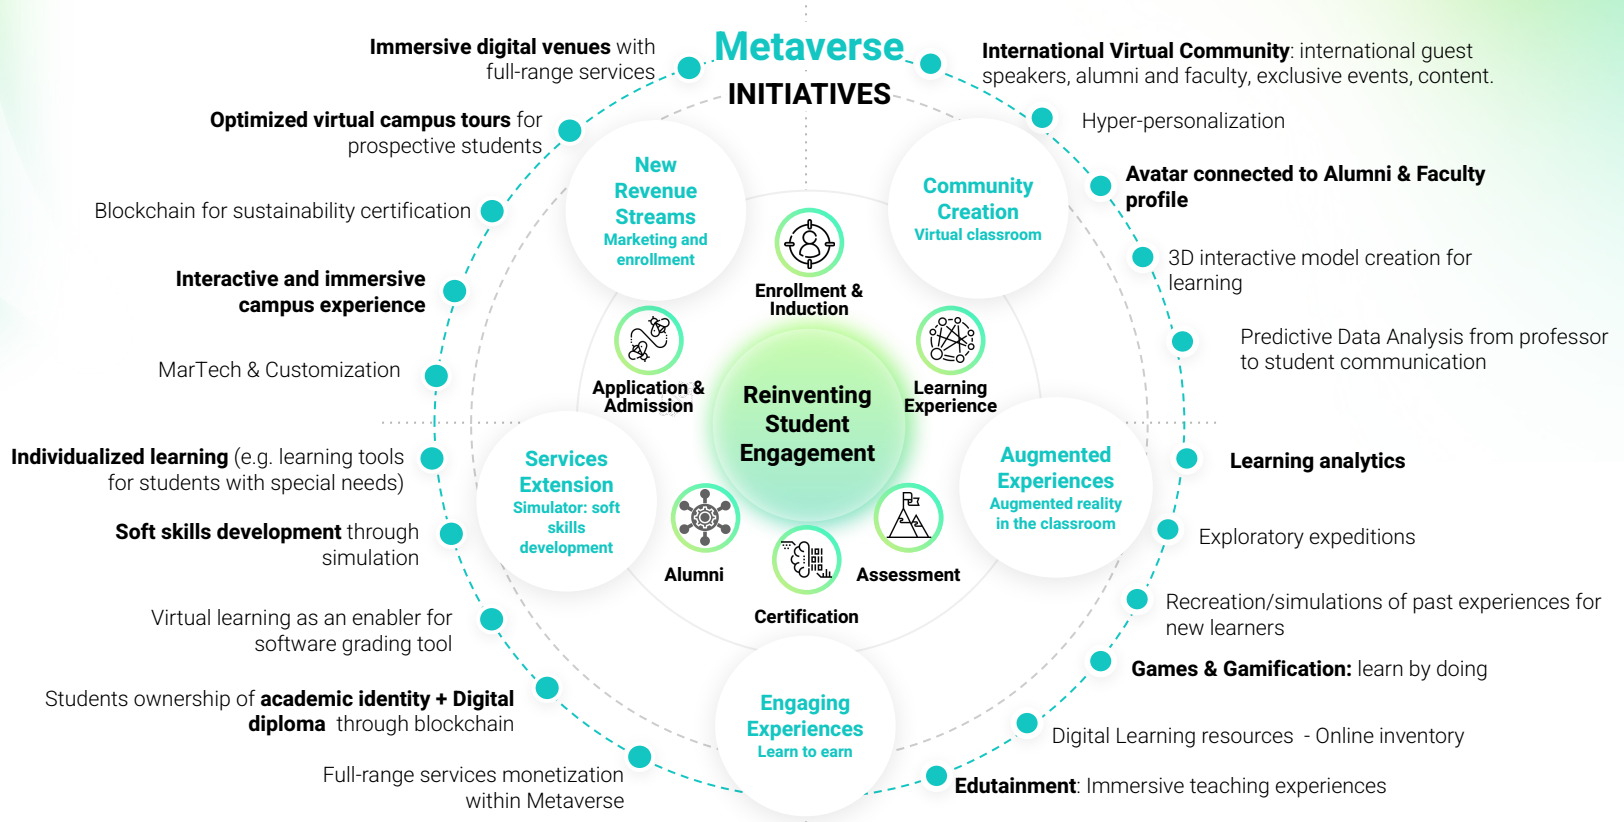 Metaverse
INITIATIVES
Immersive digital venues with
full-range services
Optimized virtual campus tours for
prospective students
Blockchain for sustainability certification
Interactive and immersive
campus experience
MarTech & Customization
Individualized learning (e.g. learning tools
for students with special needs)
Soft skills development through
simulation
Virtual learning as an enabler for
software grading tool
Students ownership of academic identity + Digital
diploma through blockchain
Full-range services monetization
within Metaverse
International Virtual Community: international guest
speakers, alumni and faculty, exclusive events, content.
Hyper-personalization
Avatar connected to Alumni & Faculty
profile
3D interactive model creation for
learning
Predictive Data Analysis from professor
to student communication
Learning analytics
Exploratory expeditions
Recreation/simulations of past experiences for
new learners
Games & Gamification: learn by doing
Digital Learning resources - Online inventory
Edutainment: Immersive teaching experiences
New
Revenue
Streams
Marketing and
enrollment
Community
Creation
Virtual classroom
Services
Extension
Simulator: soft
skills
development
Augmented
Experiences
Augmented reality
in the classroom
Engaging
Experiences
Learn to earn
Enrollment &
Induction
Application &
Admission
Learning
Experience
Reinventing
Student
Engagement
Alumni
Assessment
Certification